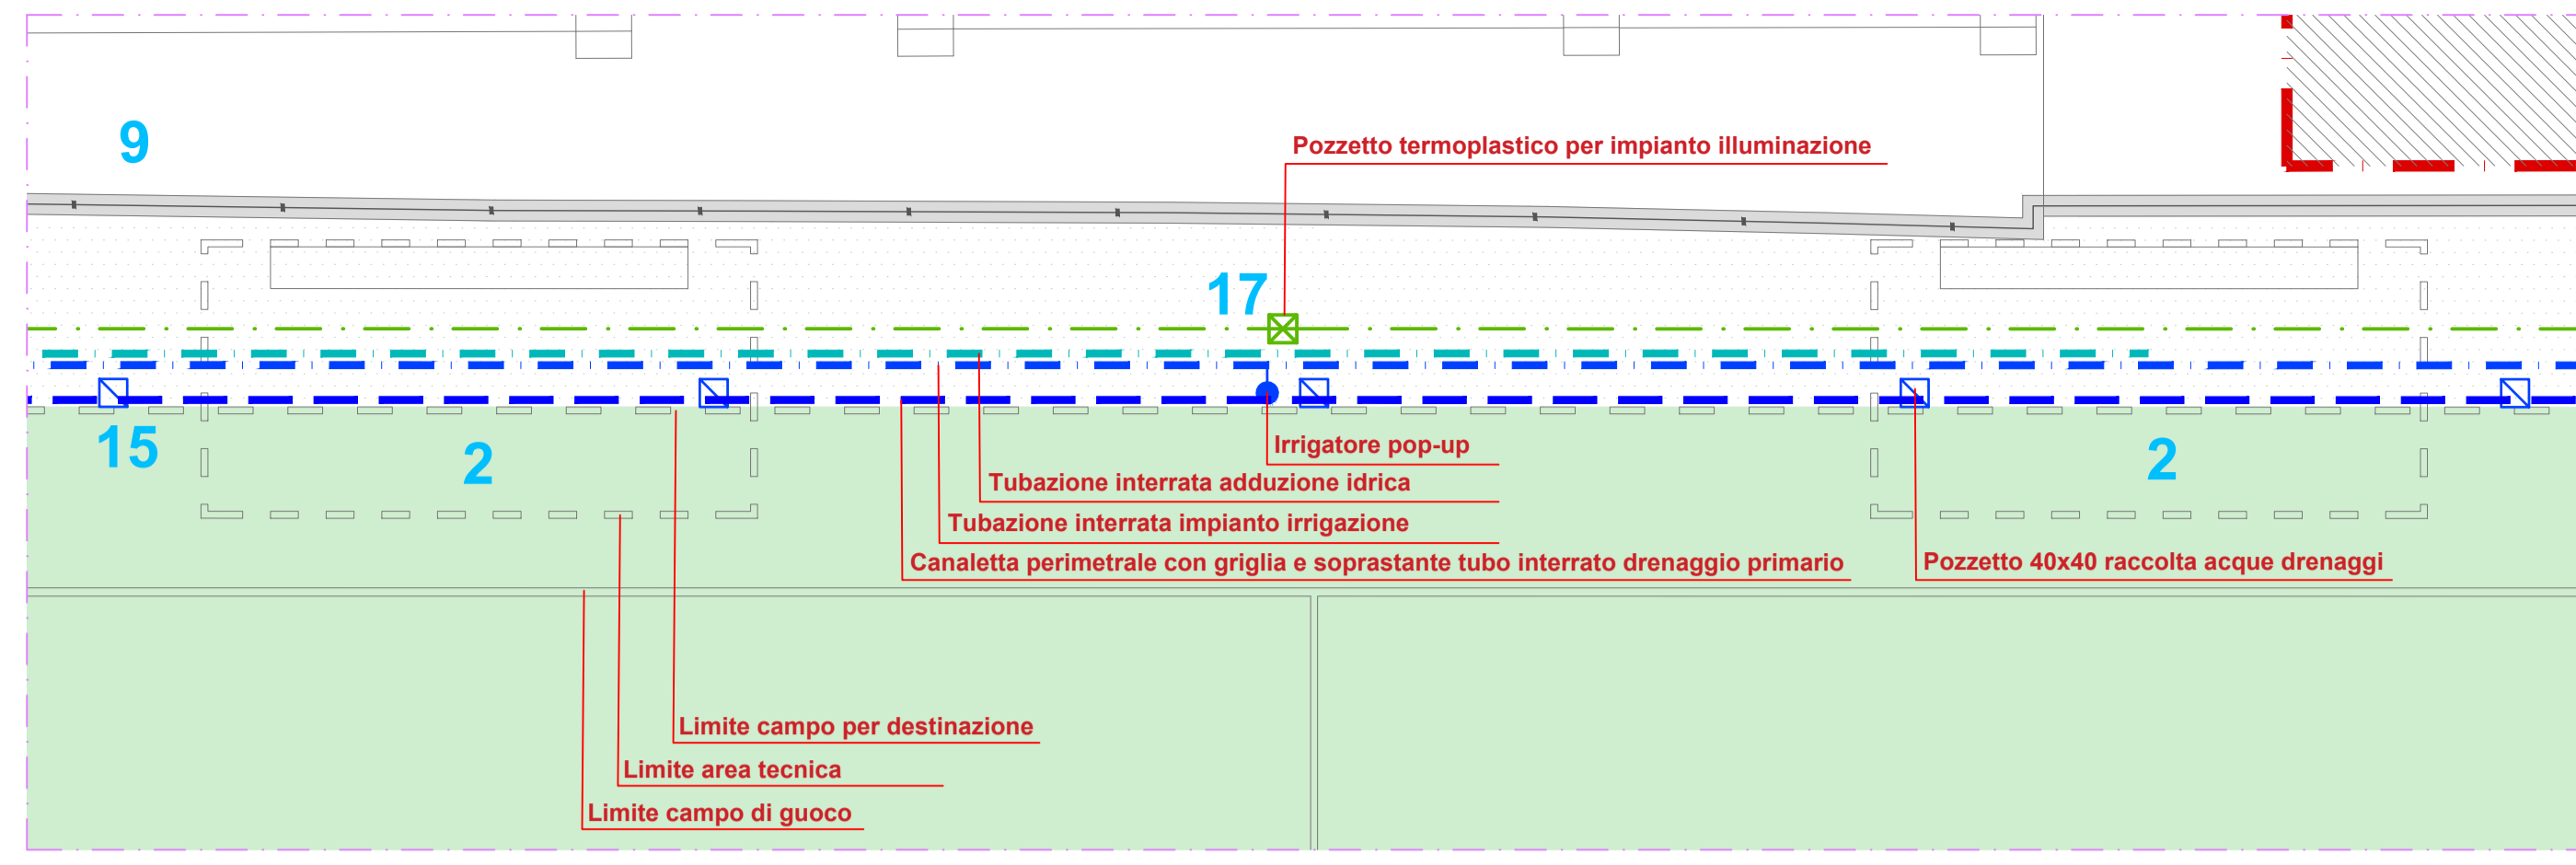 9
Pozzetto termoplastico per impianto illuminazione
17
15
2
Irrigatore pop-up
2
Tubazione interrata adduzione idrica
Tubazione interrata impianto irrigazione
Canaletta perimetrale con griglia e soprastante tubo interrato drenaggio primario
Pozzetto 40x40 raccolta acque drenaggi
Limite campo per destinazione
Limite area tecnica
Limite campo di guoco